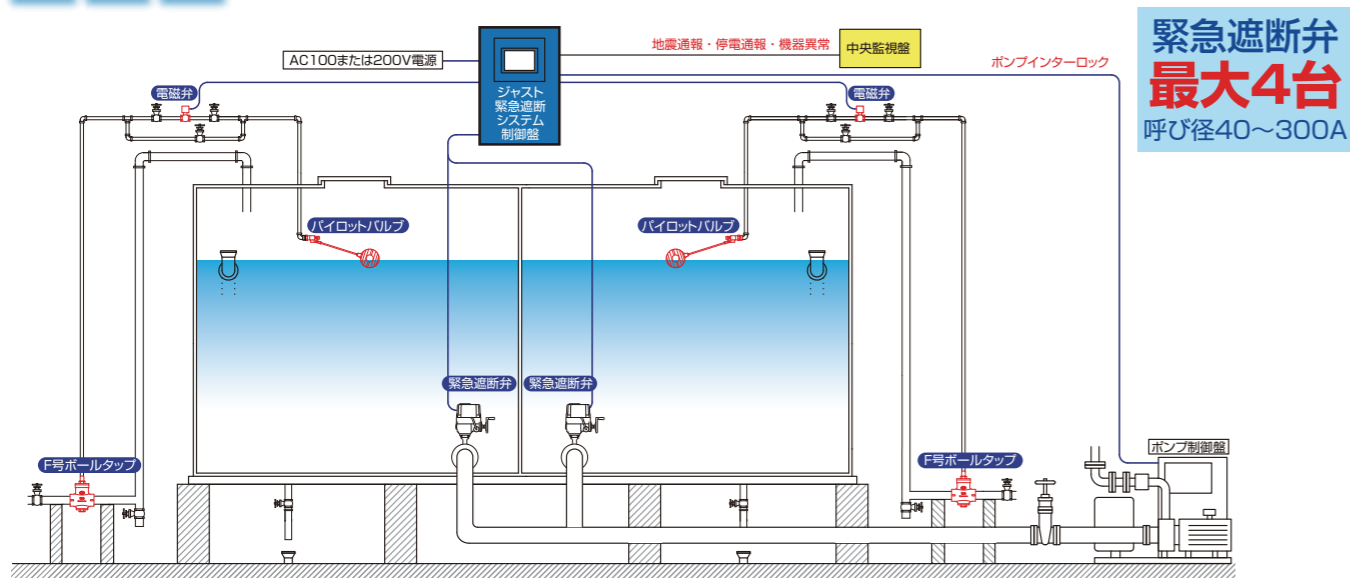 緊急遮断弁
最大4台
呼び径40～300A
AC100または200V電源
ジャスト
緊急遮断
システム
制御盤
地震通報・停電通報・機器異常
中央監視盤
ポンプインターロック
電磁弁
電磁弁
パイロットバルブ
パイロットバルブ
緊急遮断弁
緊急遮断弁
F号ボールタップ
F号ボールタップ
ポンプ制御盤